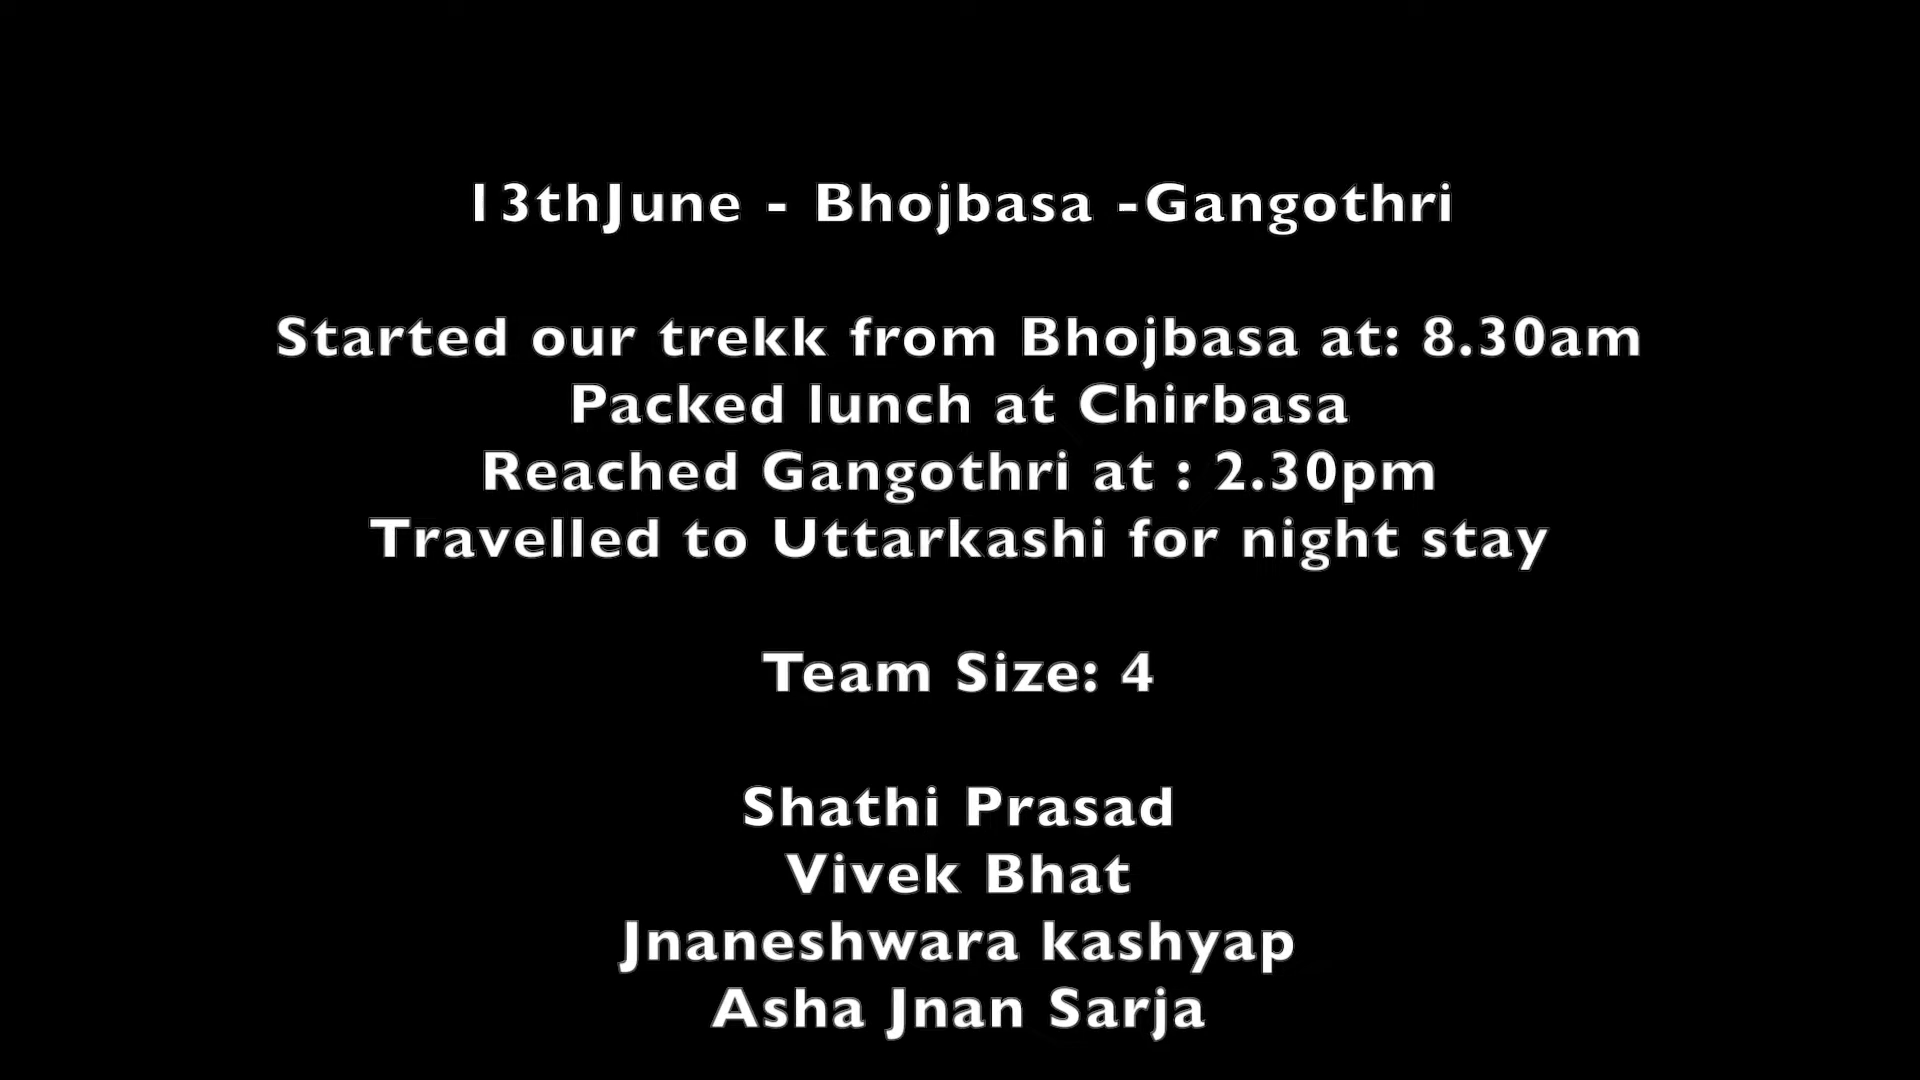 13thJune - Bhojbasa -Gangothri
Started our trekk from Bhojbasa at: 8.30am
Packed lunch at Chirbasa
Reached Gangothri at : 2.30pm
Travelled to Uttarkashi for night stay
Team Size: 4
Shathi Prasad
Vivek Bhat
Jnaneshwara kashyap
Asha Jnan Sarja